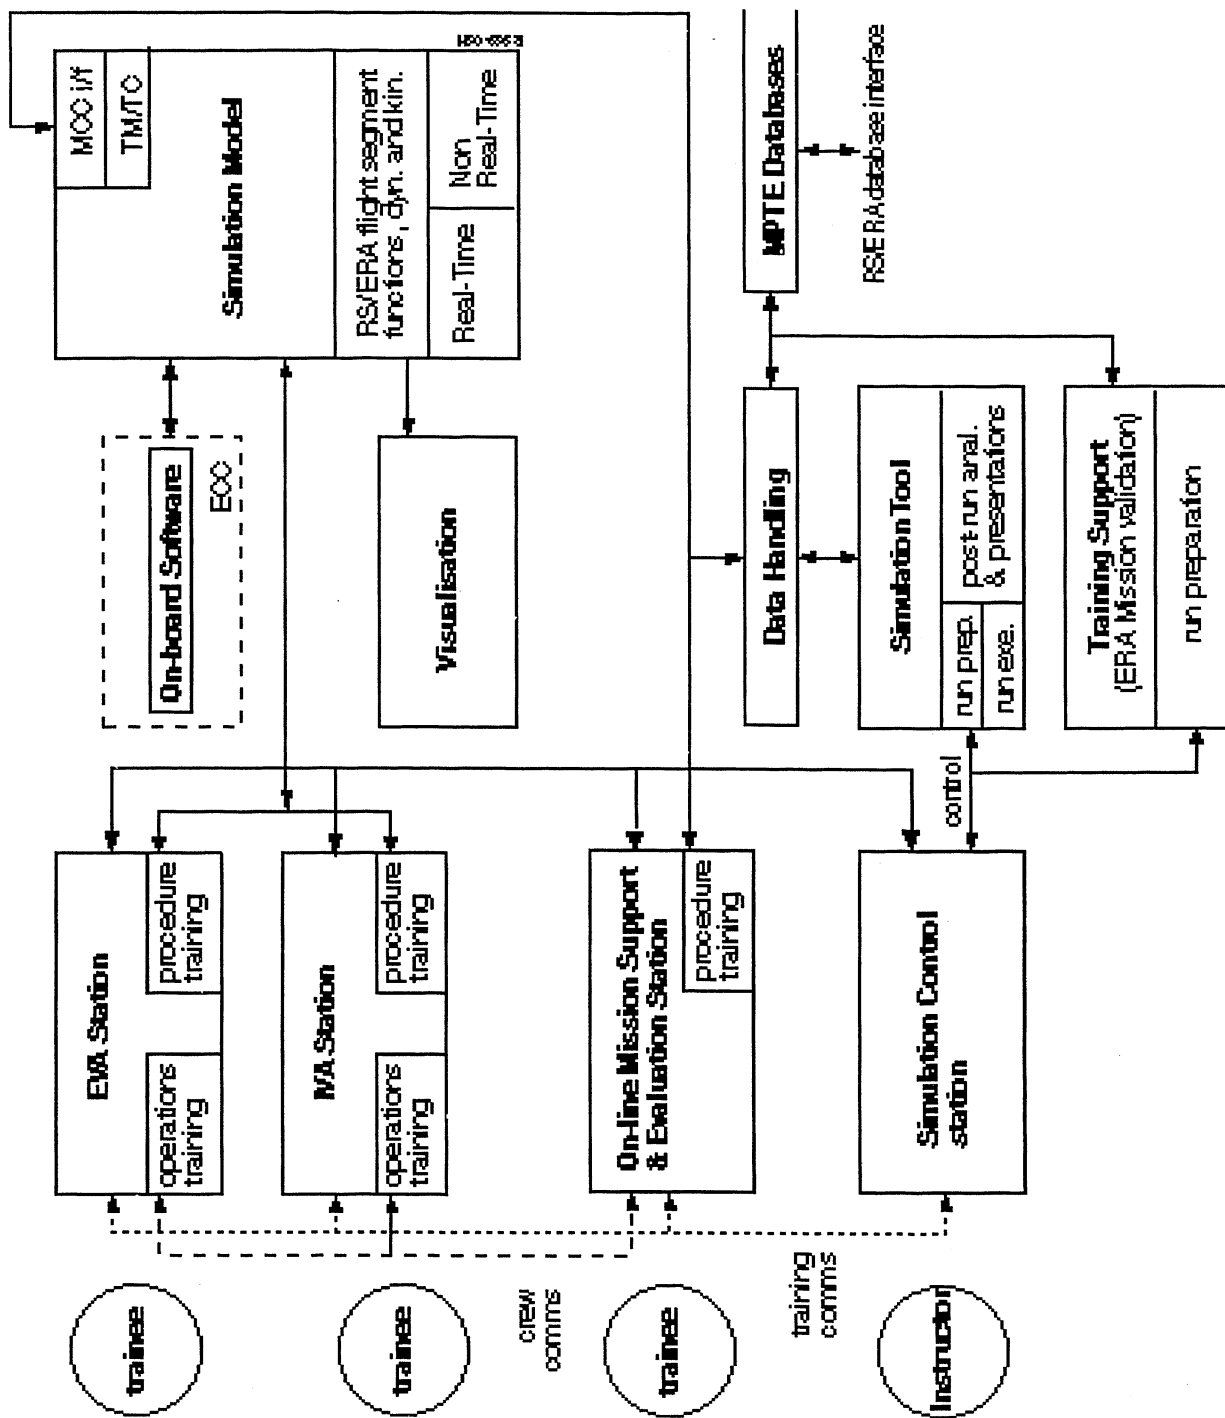 trainee
EVA Station
operations
training
procedure
training
On-board Software
ECC
MCC i/f
TM/TC
Simulation Model
RS/ERA flight segment
functions, dyn. and kin.
Real-Time
Non
Real-Time
trainee
IVA Station
operations
training
procedure
training
Visualisation
crew
comms
trainee
On-line Mission Support
& Evaluation Station
procedure
training
Data Handling
MPTE Databases
RS/ERA database interface
training
comms
Instructor
Simulation Control
station
control
Simulation Tool
run prep.
run exe.
post-run anal.
& presentations
Training Support
(ERA Mission validation)
run preparation